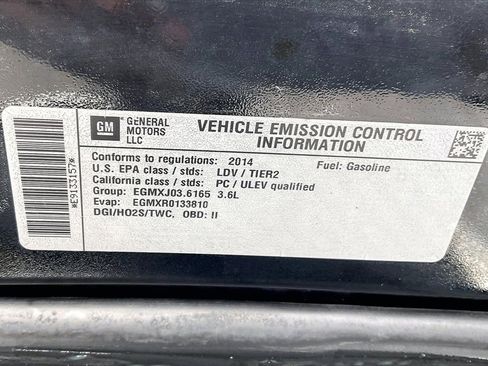 GM
GENERAL
MOTORS
LLC
VEHICLE EMISSION CONTROL
INFORMATION
Conforms to regulations: 2014 Fuel: Gasoline
U.S. EPA class / stds: LDV / TIER2
California class / stds: PC / ULEV qualified
Group: EGMXJ03.6165 3.6L
Evap: EGMXR0133810
DGI/HO2S/TWC, OBD: II
*E9133157*